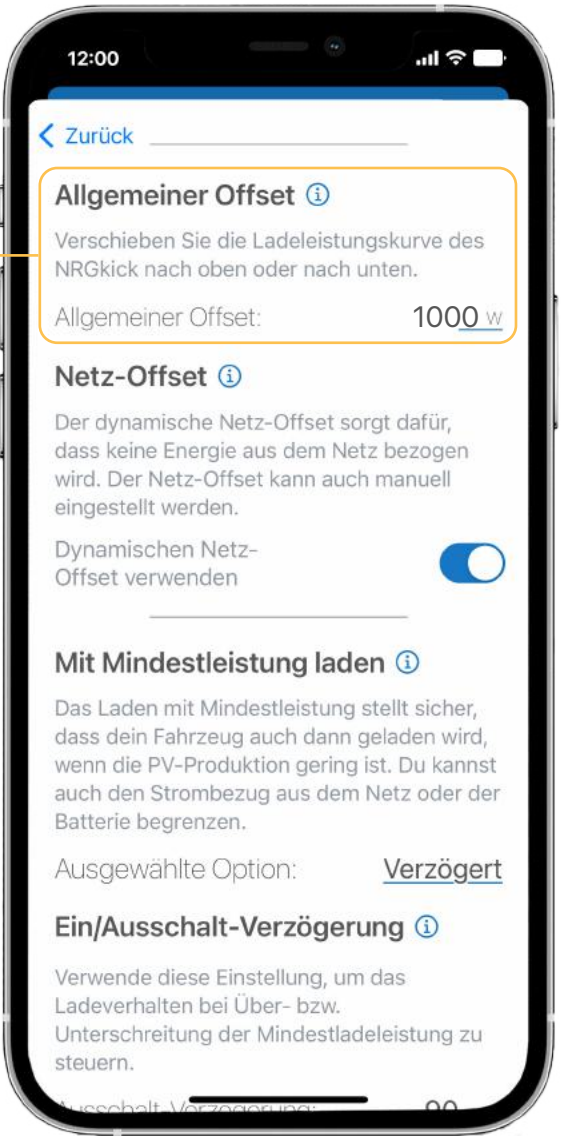 12:00
Zurück
Allgemeiner Offset
Verschieben Sie die Ladeleistungskurve des
NRGkick nach oben oder nach unten.
Allgemeiner Offset: 1000 W
Netz-Offset
Der dynamische Netz-Offset sorgt dafür,
dass keine Energie aus dem Netz bezogen
wird. Der Netz-Offset kann auch manuell
eingestellt werden.
Dynamischen Netz-
Offset verwenden
Mit Mindestleistung laden
Das Laden mit Mindestleistung stellt sicher,
dass dein Fahrzeug auch dann geladen wird,
wenn die PV-Produktion gering ist. Du kannst
auch den Strombezug aus dem Netz oder der
Batterie begrenzen.
Ausgewählte Option: Verzögert
Ein/Ausschalt-Verzögerung
Verwende diese Einstellung, um das
Ladeverhalten bei Über- bzw.
Unterschreitung der Mindestladeleistung zu
steuern.
Ausschalt-Verzögerung: 90